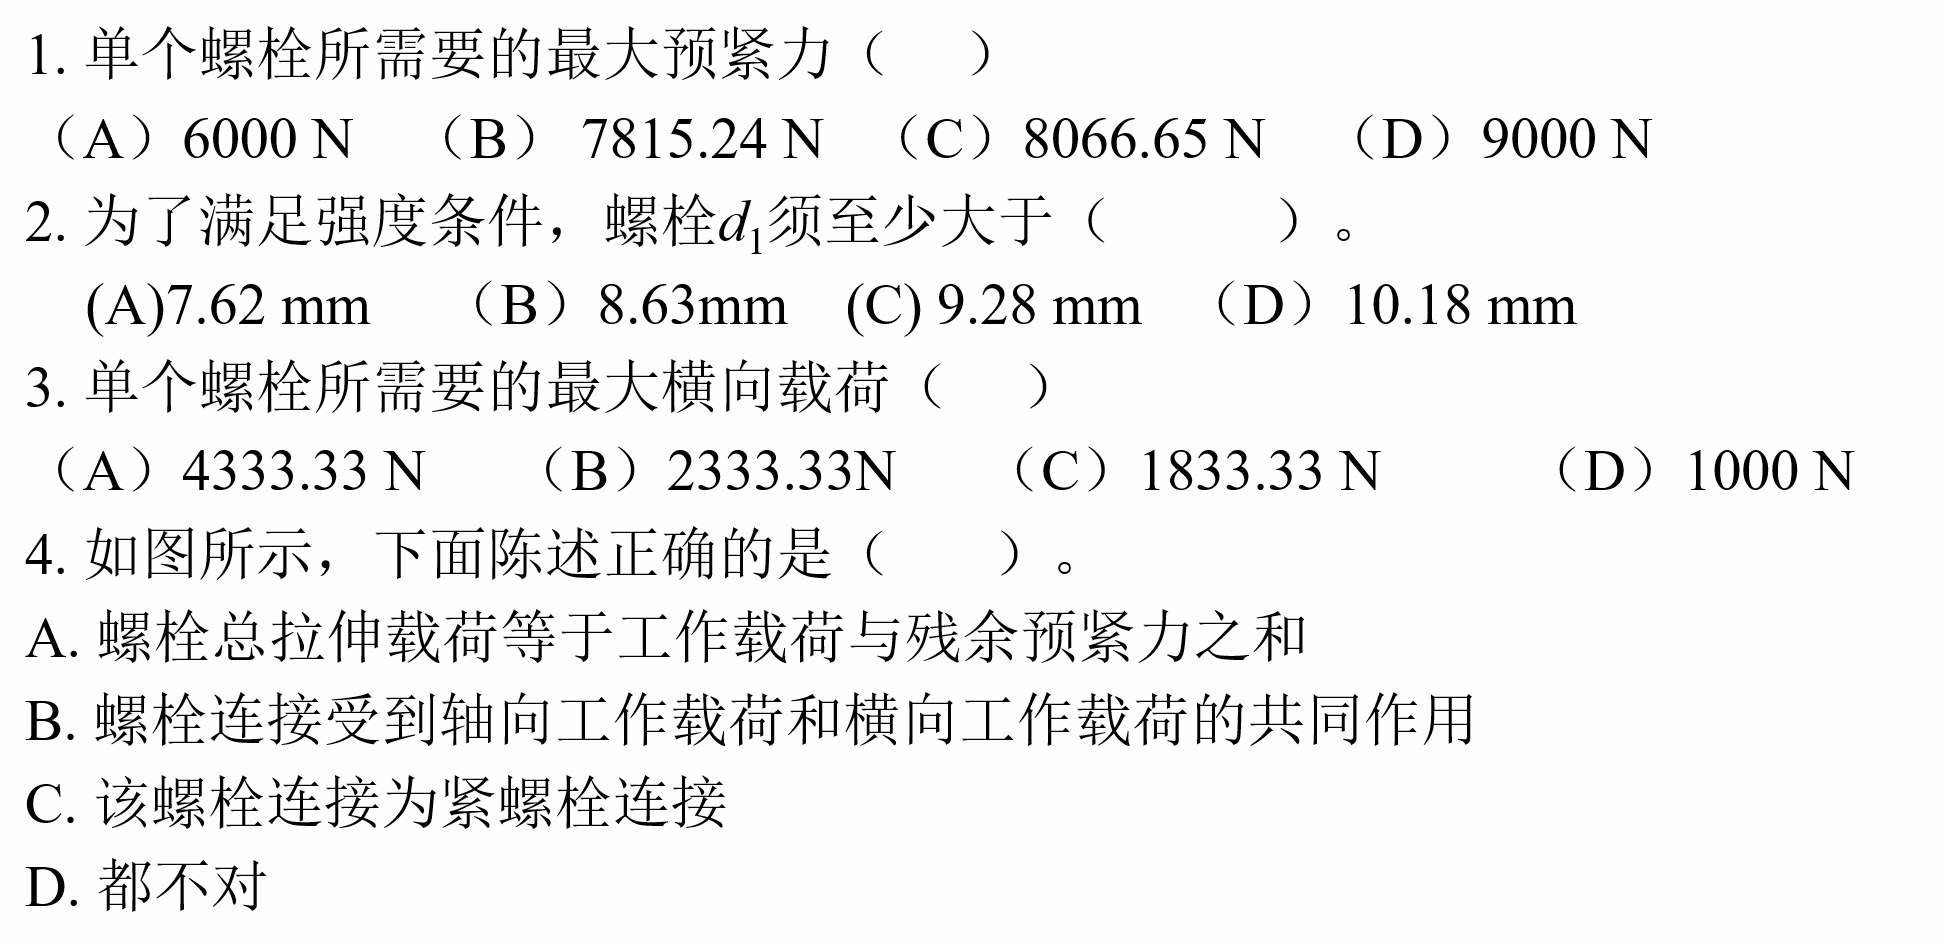 1. 单个螺栓所需要的最大预紧力（　）
（A）6000 N　（B） 7815.24 N　（C）8066.65 N　（D）9000 N
2. 为了满足强度条件，螺栓d₁须至少大于（　　　）。
(A)7.62 mm　（B）8.63mm　(C) 9.28 mm　（D）10.18 mm
3. 单个螺栓所需要的最大横向载荷（　）
（A）4333.33 N　（B）2333.33N　（C）1833.33 N　（D）1000 N
4. 如图所示，下面陈述正确的是（　　）。
A. 螺栓总拉伸载荷等于工作载荷与残余预紧力之和
B. 螺栓连接受到轴向工作载荷和横向工作载荷的共同作用
C. 该螺栓连接为紧螺栓连接
D. 都不对